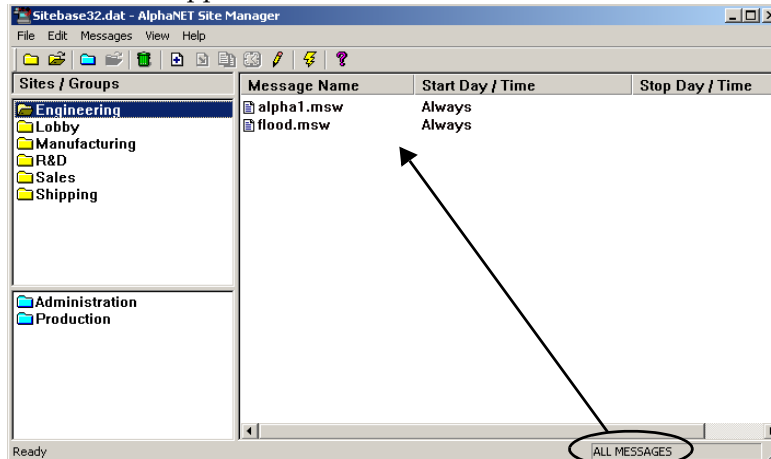 Sitebase32.dat - AlphaNET Site Manager
File Edit Messages View Help
Sites / Groups
Message Name Start Day / Time Stop Day / Time
Engineering
Lobby
Manufacturing
R&D
Sales
Shipping
alpha1.msw Always
flood.msw Always
Administration
Production
Ready ALL MESSAGES